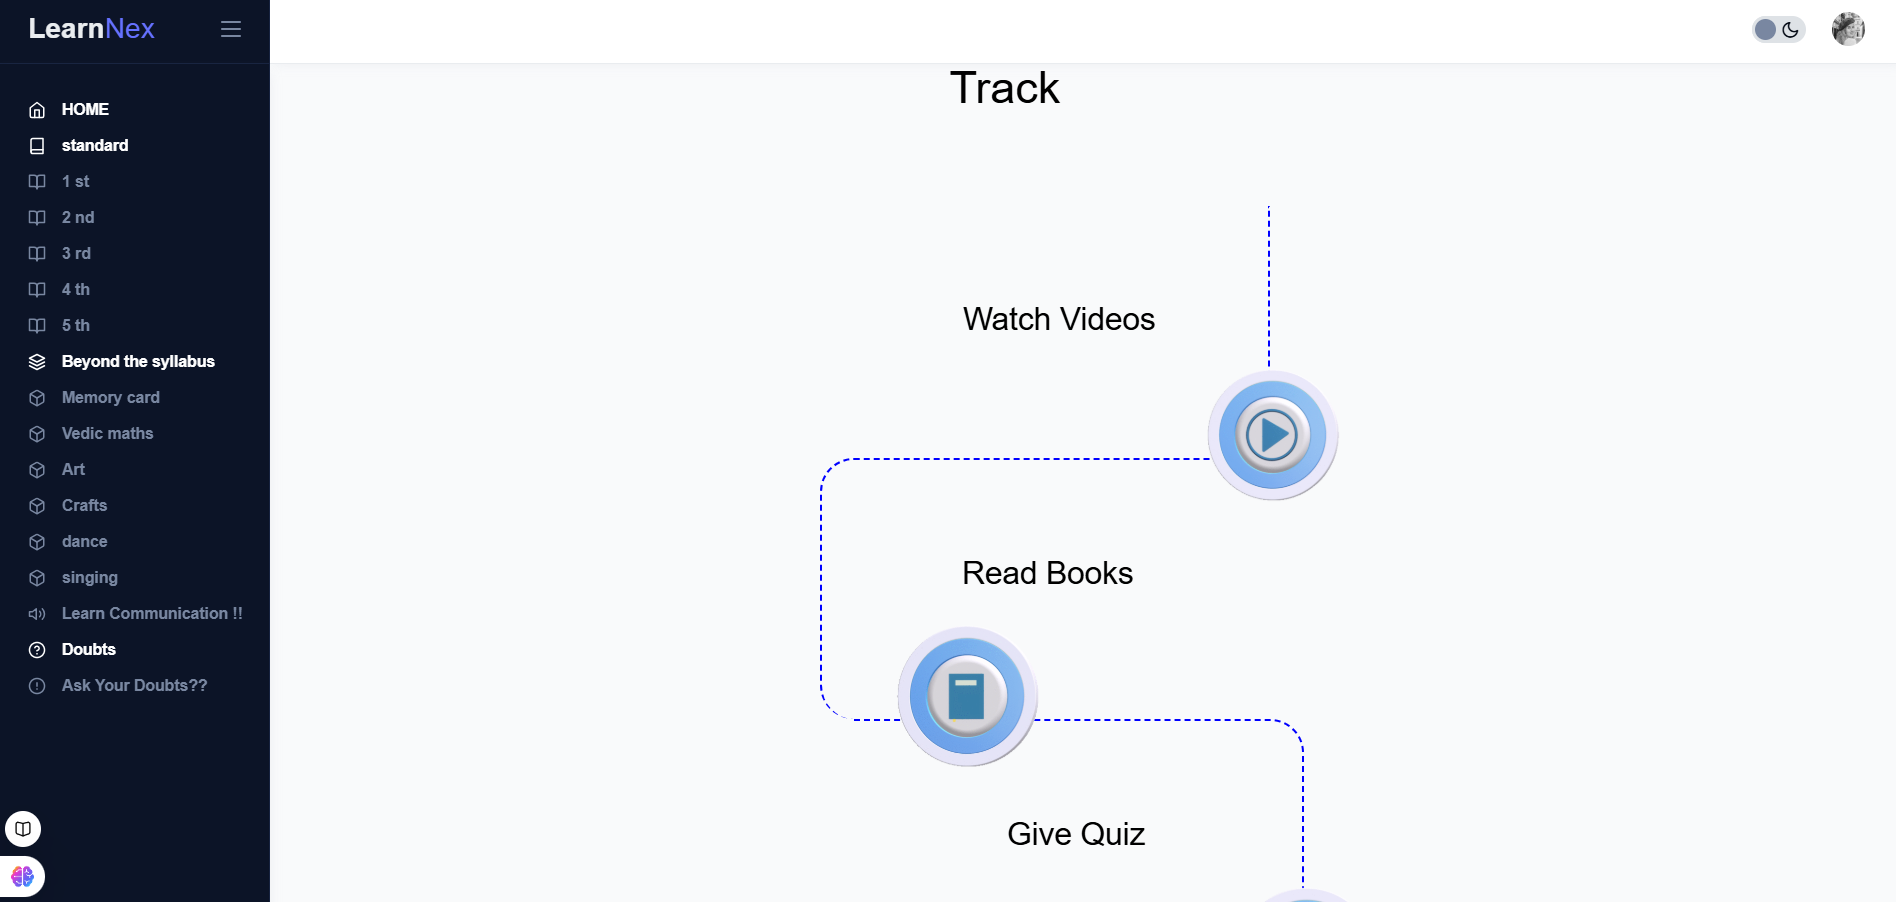 LearnNex
HOME
standard
1 st
2 nd
3 rd
4 th
5 th
Beyond the syllabus
Memory card
Vedic maths
Art
Crafts
dance
singing
Learn Communication !!
Doubts
Ask Your Doubts??
Track
Watch Videos
Read Books
Give Quiz